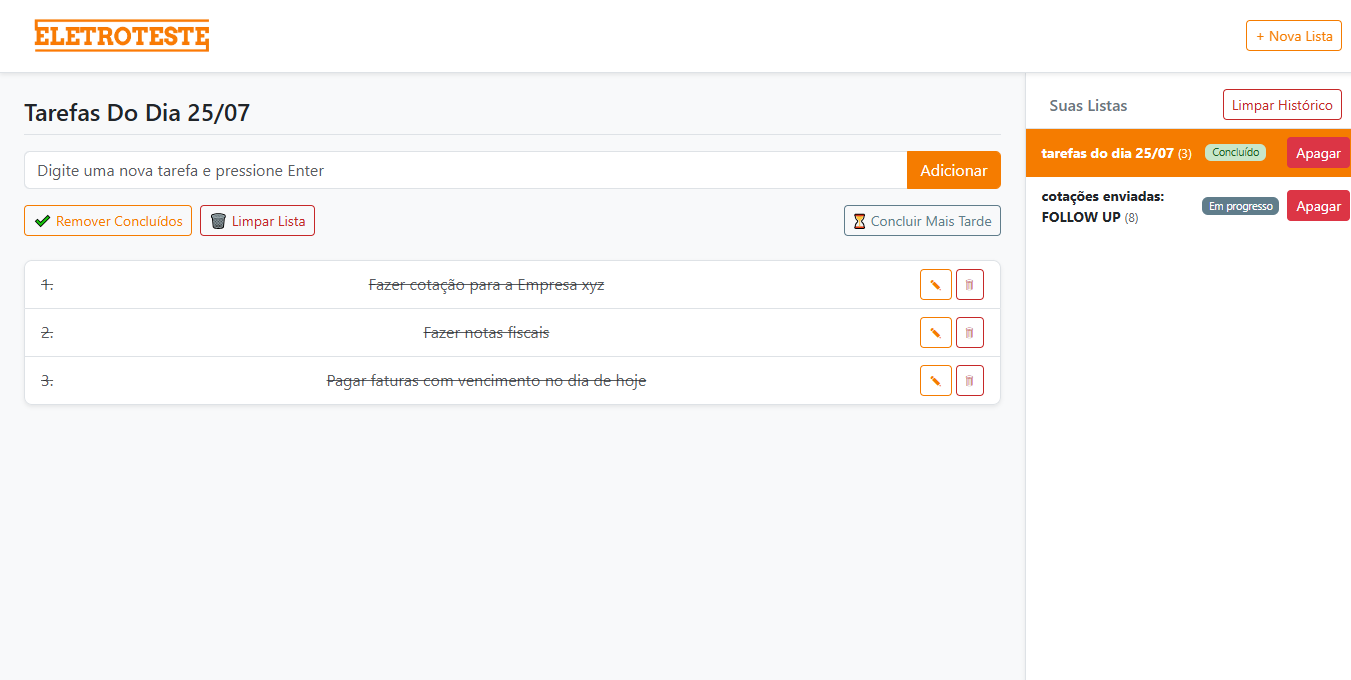 ELETROTESTE
+ Nova Lista
Tarefas Do Dia 25/07
Digite uma nova tarefa e pressione Enter
Adicionar
Remover Concluídos
Limpar Lista
Concluir Mais Tarde
1.
Fazer cotação para a Empresa xyz
2.
Fazer notas fiscais
3.
Pagar faturas com vencimento no dia de hoje
Suas Listas
Limpar Histórico
tarefas do dia 25/07 (3)
Concluído
Apagar
cotações enviadas:
FOLLOW UP (8)
Em progresso
Apagar